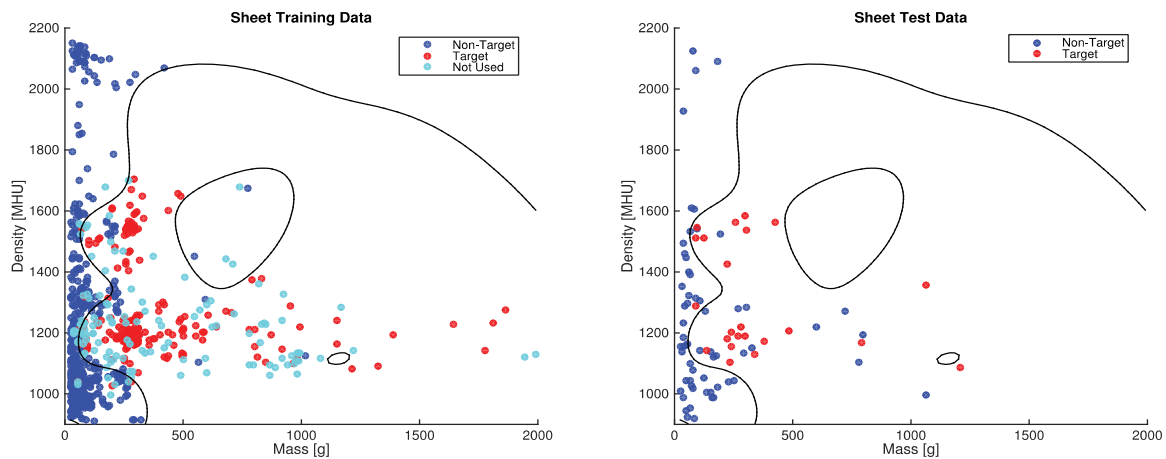 Sheet Training Data
2200
2000
1800
1600
1400
1200
1000
Density [MHU]
0
500
1000
1500
2000
Mass [g]
Non-Target
Target
Not Used
Sheet Test Data
2200
2000
1800
1600
1400
1200
1000
Density [MHU]
0
500
1000
1500
2000
Mass [g]
Non-Target
Target